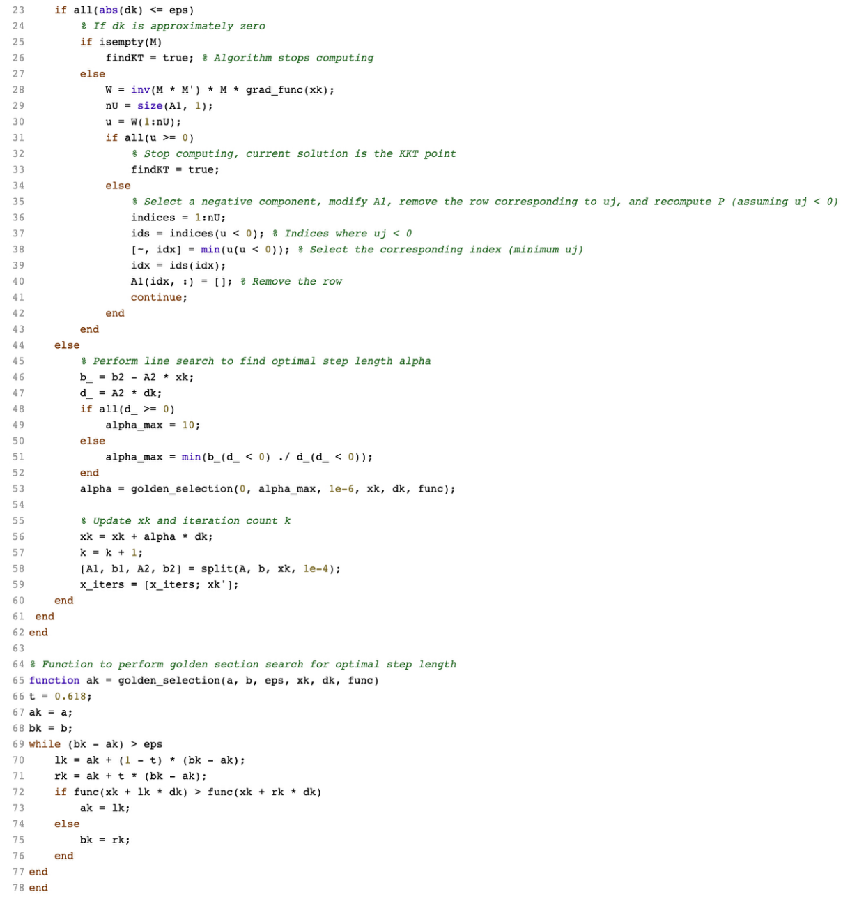 23 if all(abs(dk) <= eps)
24 % If dk is approximately zero
25 if isempty(M)
26 findKT = true; % Algorithm stops computing
27 else
28 W = inv(M * M') * M * grad_func(xk);
29 nU = size(A1, 1);
30 u = W(1:nU);
31 if all(u >= 0)
32 % Stop computing, current solution is the KKT point
33 findKT = true;
34 else
35 % Select a negative component, modify A1, remove the row corresponding to uj, and recompute P (assuming uj < 0)
36 indices = 1:nU;
37 ids = indices(u < 0); % Indices where uj < 0
38 [~, idx] = min(u(u < 0)); % Select the corresponding index (minimum uj)
39 idx = ids(idx);
40 A1(idx, :) = []; % Remove the row
41 continue;
42 end
43 end
44 else
45 % Perform line search to find optimal step length alpha
46 b_ = b2 - A2 * xk;
47 d_ = A2 * dk;
48 if all(d_ >= 0)
49 alpha_max = 10;
50 else
51 alpha_max = min(b_(d_ < 0) ./ d_(d_ < 0));
52 end
53 alpha = golden_selection(0, alpha_max, 1e-6, xk, dk, func);
54
55 % Update xk and iteration count k
56 xk = xk + alpha * dk;
57 k = k + 1;
58 [A1, b1, A2, b2] = split(A, b, xk, 1e-4);
59 x_iters = [x_iters; xk'];
60 end
61 end
62 end
63
64 % Function to perform golden section search for optimal step length
65 function ak = golden_selection(a, b, eps, xk, dk, func)
66 t = 0.618;
67 ak = a;
68 bk = b;
69 while (bk - ak) > eps
70 lk = ak + (1 - t) * (bk - ak);
71 rk = ak + t * (bk - ak);
72 if func(xk + lk * dk) > func(xk + rk * dk)
73 ak = lk;
74 else
75 bk = rk;
76 end
77 end
78 end